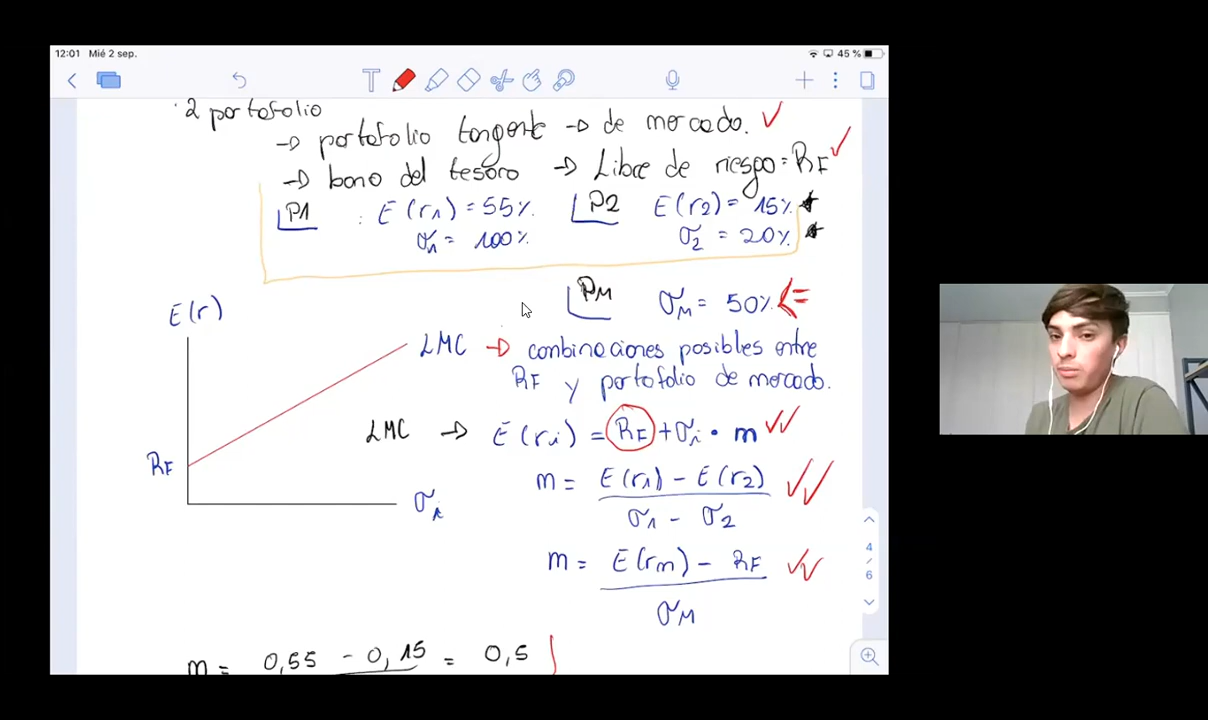 12:01 Mié 2 sep. 45 %
T
· 2 portafolio
→ portafolio tangente → de mercado. ✓
→ bono del tesoro → Libre de riesgo = RF ✓
P1 : E(r1) = 55%. P2 E(r2) = 15%.
σ1 = 100%. σ2 = 20%.
PM σM = 50%. <=
E(r)
LMC → combinaciones posibles entre
RF y portafolio de mercado.
LMC → E(ri) = RF + σi · m ✓✓
RF
m = E(r1) - E(r2) ✓✓
σi σ1 - σ2
m = E(rm) - RF ✓✓
σM
4
/
6
m = 0,55 - 0,15 = 0,5